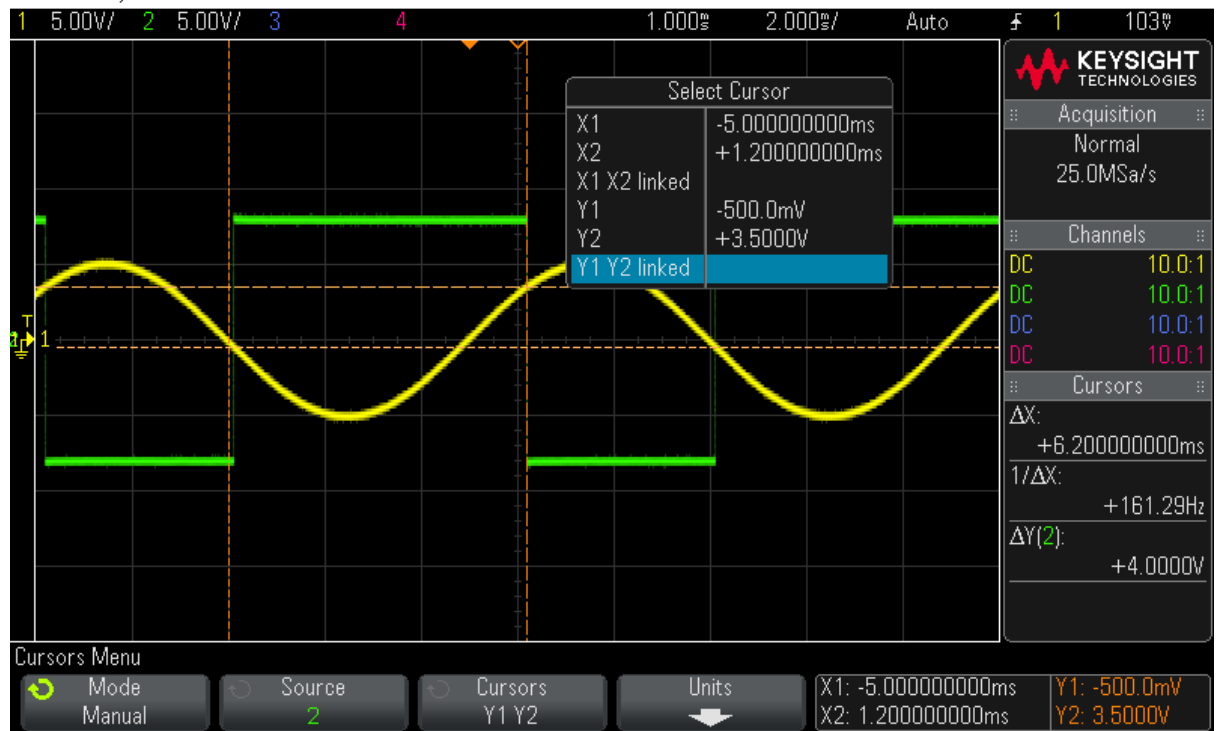 1 5.00V/ 2 5.00V/ 3 4 1.000s 2.000s/ Auto 1 103V
KEYSIGHT
TECHNOLOGIES
Acquisition
Normal
25.0MSa/s
Channels
DC 10.0:1
DC 10.0:1
DC 10.0:1
DC 10.0:1
Cursors
ΔX:
+6.200000000ms
1/ΔX:
+161.29Hz
ΔY(2):
+4.0000V
Select Cursor
X1 -5.000000000ms
X2 +1.200000000ms
X1 X2 linked
Y1 -500.0mV
Y2 +3.5000V
Y1 Y2 linked
T
1
Cursors Menu
Mode
Manual
Source
2
Cursors
Y1 Y2
Units
X1: -5.000000000ms
X2: 1.200000000ms
Y1: -500.0mV
Y2: 3.5000V